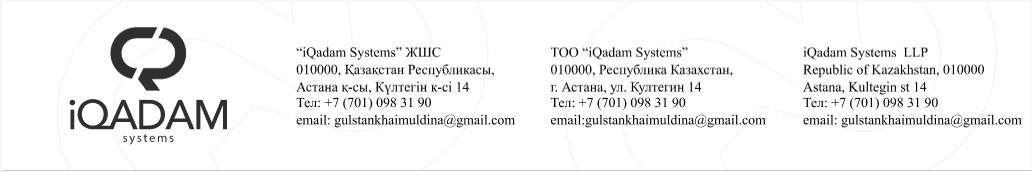 iQADAM
systems
“iQadam Systems” ЖШС
010000, Қазақстан Республикасы,
Астана қ-сы, Күлтегін к-сі 14
Тел: +7 (701) 098 31 90
email: gulstankhaimuldina@gmail.com
ТОО “iQadam Systems”
010000, Республика Казахстан,
г. Астана, ул. Култегин 14
Тел: +7 (701) 098 31 90
email:gulstankhaimuldina@gmail.com
iQadam Systems LLP
Republic of Kazakhstan, 010000
Astana, Kultegin st 14
Тел: +7 (701) 098 31 90
email: gulstankhaimuldina@gmail.com